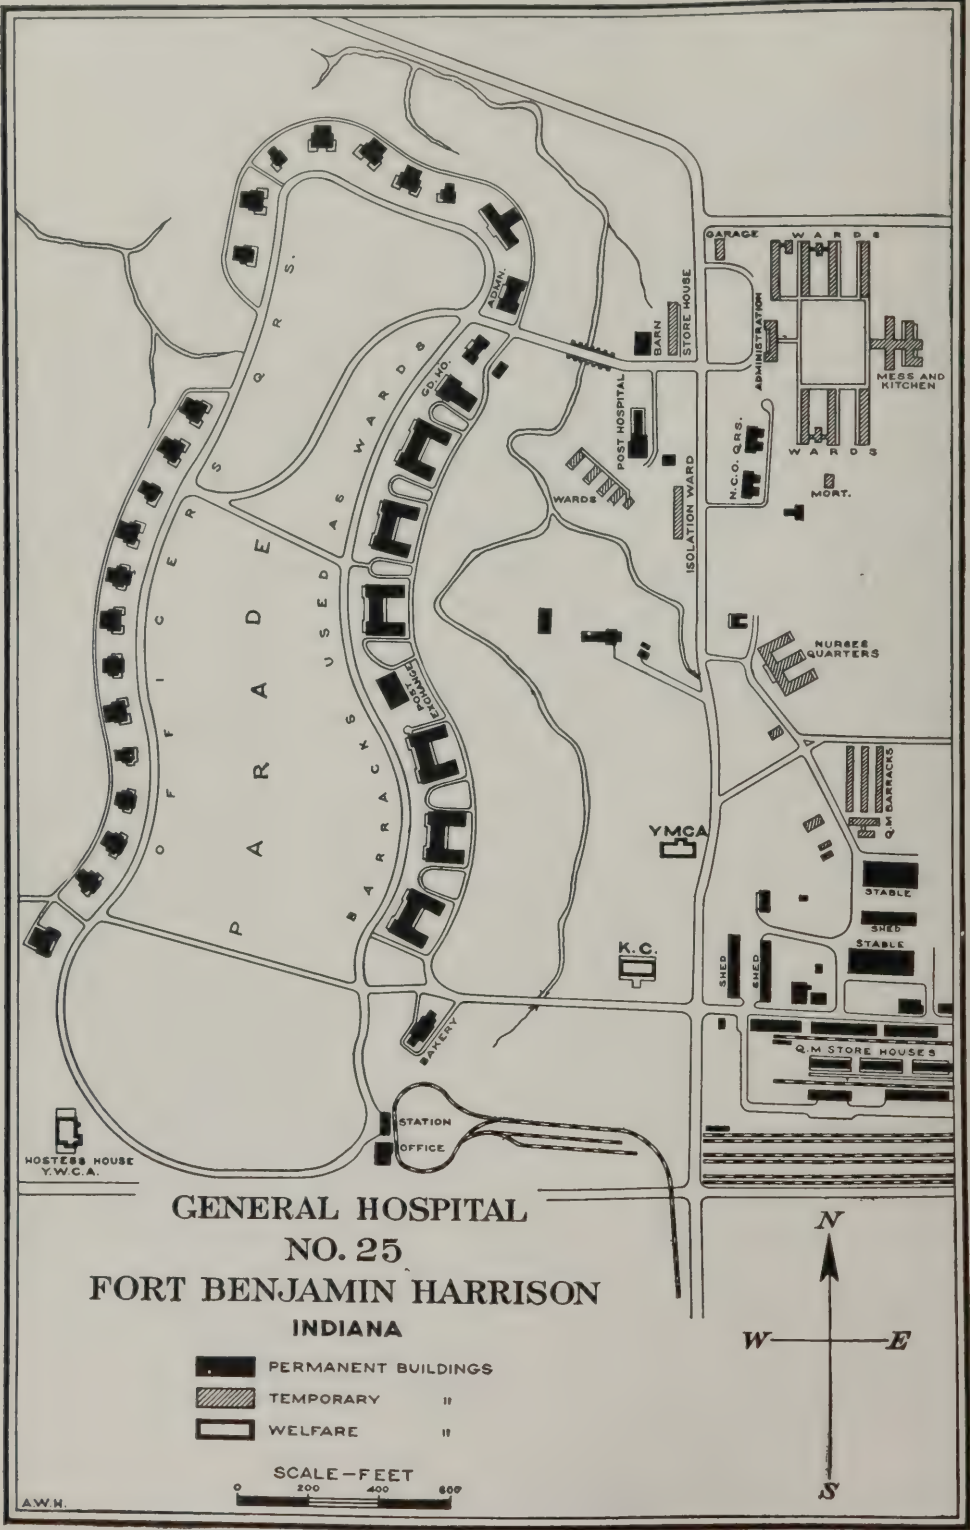 GARAGE
WARDS
ADMN.
STORE HOUSE
BARN
ADMINISTRATION
MESS AND
KITCHEN
GD. HO.
POST HOSPITAL
N.C.O. QRS.
WARDS
MORT.
WARDS
ISOLATION WARD
OFFICERS QRS.
PARADE
BARRACKS USED AS WARDS
POST
EXCHANGE
NURSES
QUARTERS
Q.M BARRACKS
YMCA
STABLE
SHED
STABLE
K.C.
SHED
SHED
BAKERY
Q.M STORE HOUSES
STATION
OFFICE
HOSTESS HOUSE
Y.W.C.A.
GENERAL HOSPITAL
NO. 25
FORT BENJAMIN HARRISON
INDIANA
PERMANENT BUILDINGS
TEMPORARY "
WELFARE "
SCALE-FEET
0 200 400 600
N
W E
S
A.W.H.